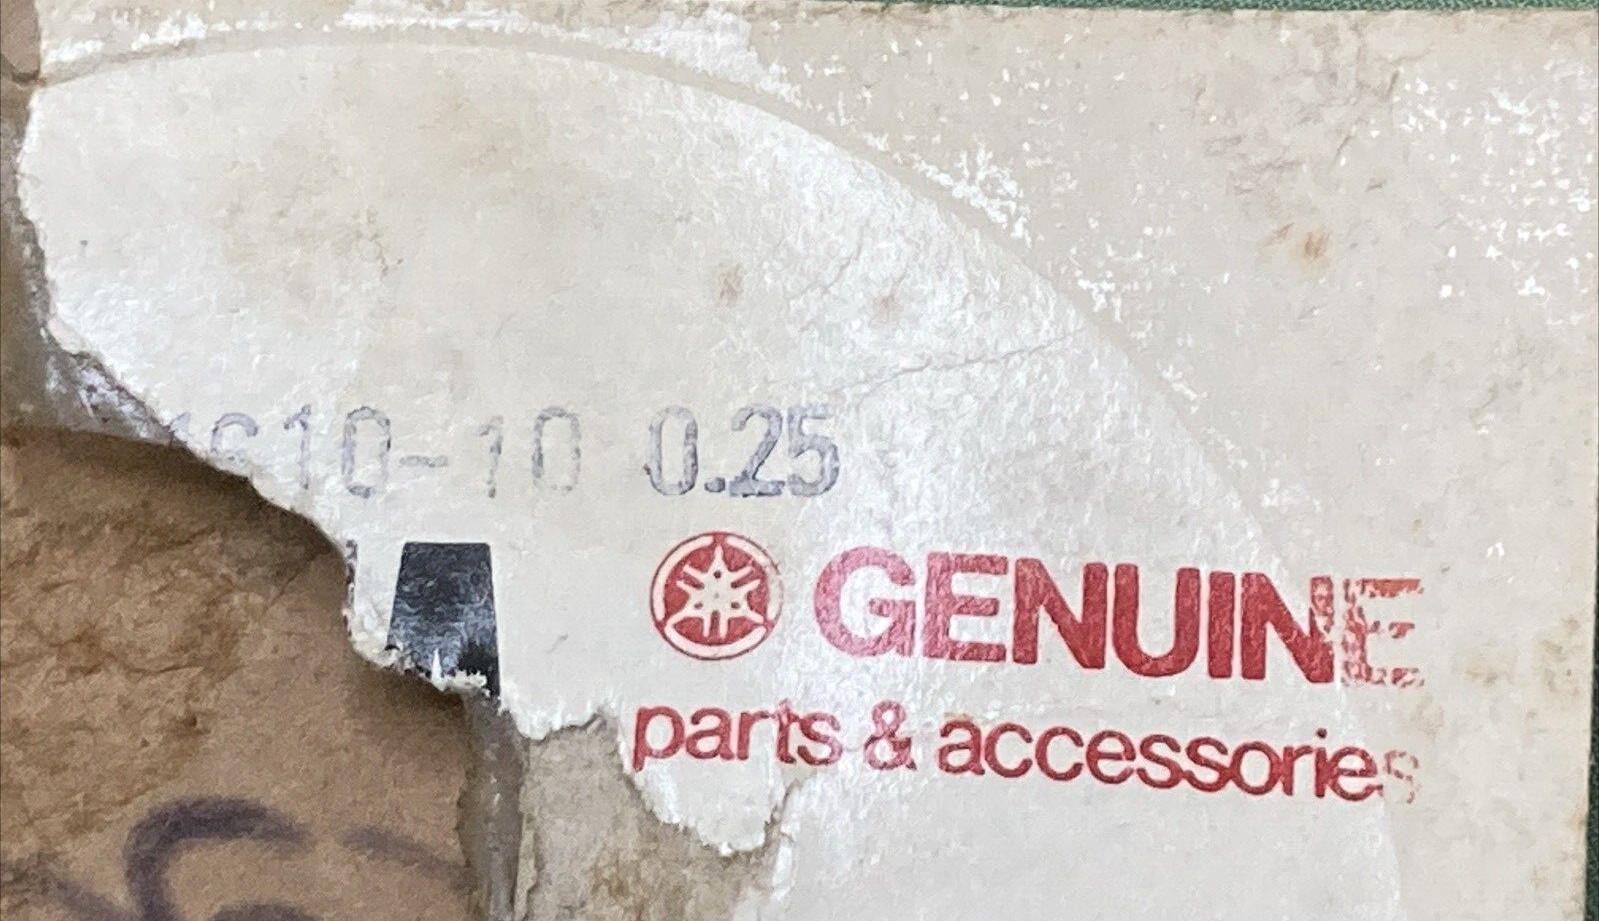 1610-10 0.25
GENUINE
parts & accessories